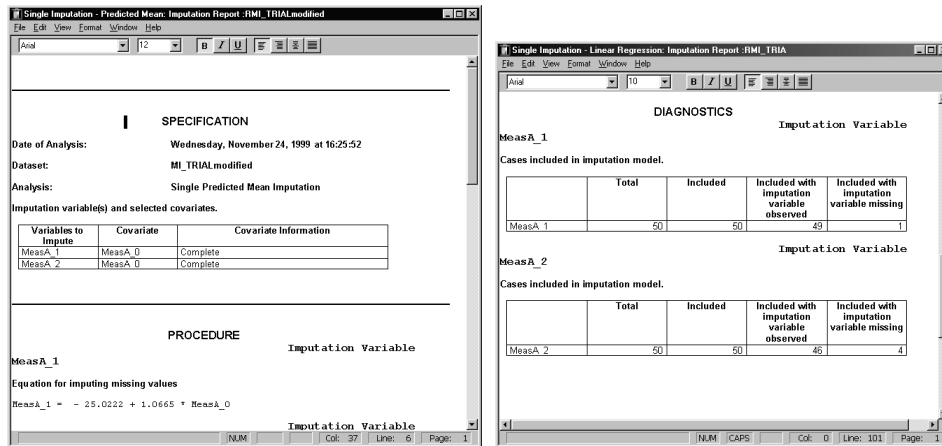 Single Imputation - Predicted Mean: Imputation Report :RMI_TRIALmodified
File Edit View Format Window Help
Arial 12 B I U
SPECIFICATION
Date of Analysis: Wednesday, November 24, 1999 at 16:25:52
Dataset: MI_TRIALmodified
Analysis: Single Predicted Mean Imputation
Imputation variable(s) and selected covariates.
Variables to Impute Covariate Covariate Information
MeasA_1 MeasA_0 Complete
MeasA_2 MeasA_0 Complete
PROCEDURE
Imputation Variable
MeasA_1
Equation for imputing missing values
MeasA_1 = - 25.0222 + 1.0665 * MeasA_0
Imputation Variable
NUM Col: 37 Line: 6 Page: 1
Single Imputation - Linear Regression: Imputation Report :RMI_TRIA
File Edit View Format Window Help
Arial 10 B I U
DIAGNOSTICS
Imputation Variable
MeasA_1
Cases included in imputation model.
Total Included Included with imputation variable observed Included with imputation variable missing
MeasA_1 50 50 49 1
Imputation Variable
MeasA_2
Cases included in imputation model.
Total Included Included with imputation variable observed Included with imputation variable missing
MeasA_2 50 50 46 4
NUM CAPS Col: 0 Line: 101 Page: 1